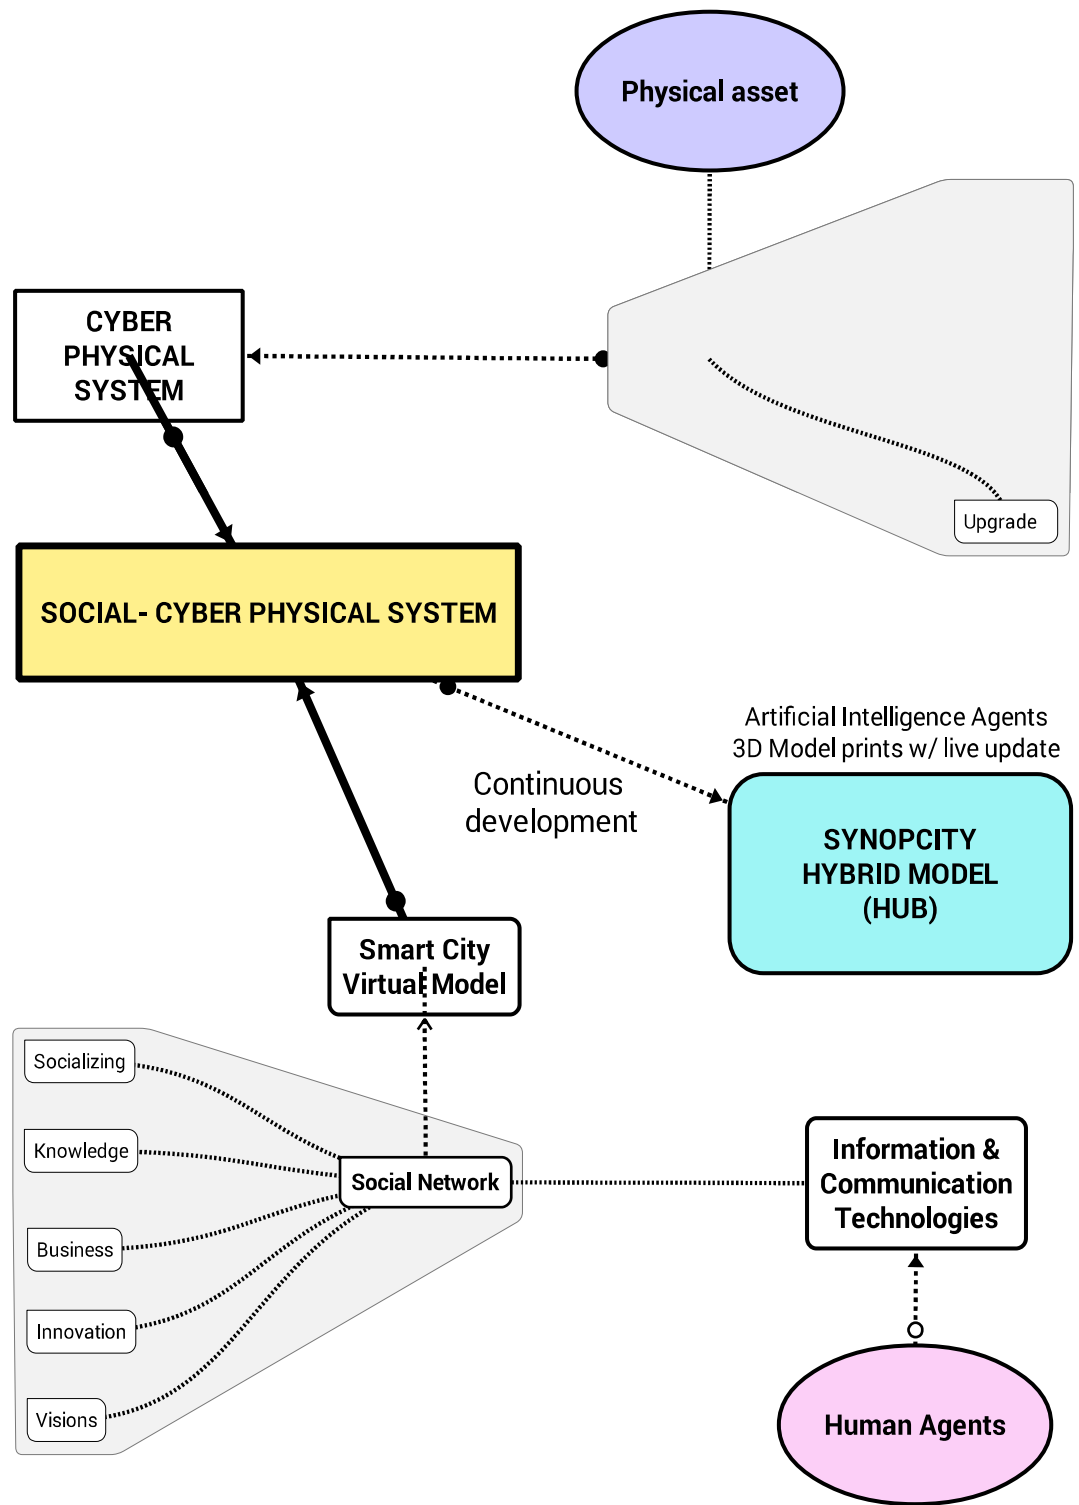 Physical asset
CYBER
PHYSICAL
SYSTEM
Upgrade
SOCIAL- CYBER PHYSICAL SYSTEM
Artificial Intelligence Agents
3D Model prints w/ live update
Continuous
development
SYNOPCITY
HYBRID MODEL
(HUB)
Smart City
Virtual Model
Socializing
Knowledge
Social Network
Business
Innovation
Visions
Information &
Communication
Technologies
Human Agents